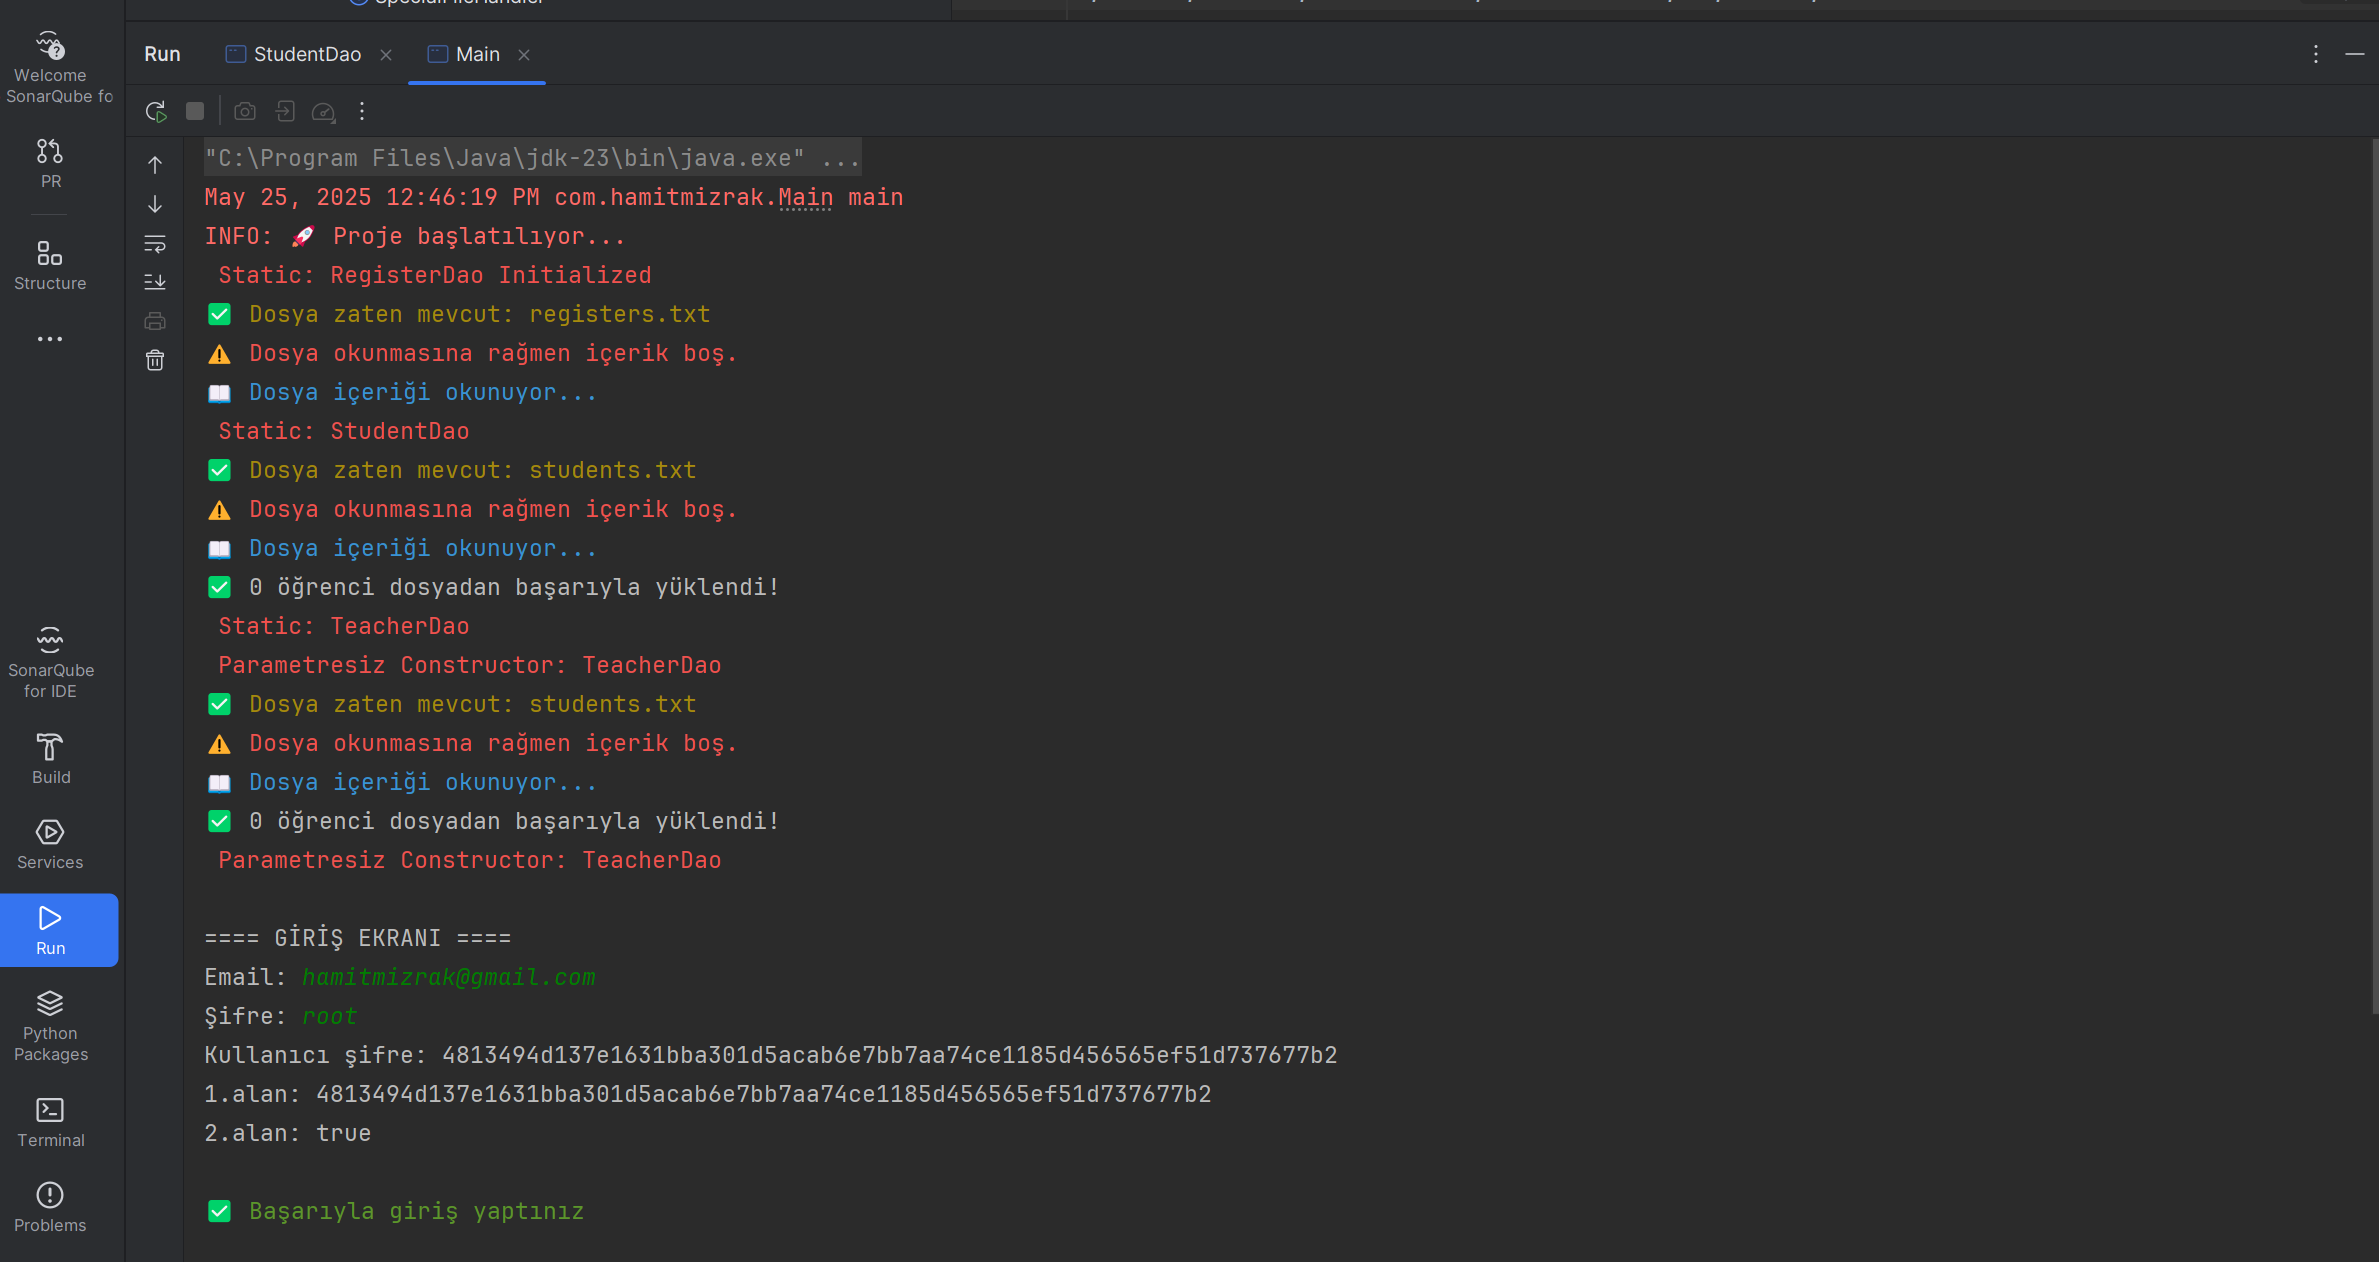 Welcome
SonarQube fo
PR
Structure
SonarQube
for IDE
Build
Services
Run
Python
Packages
Terminal
Problems
SpecialFileHandler
Run
StudentDao
Main
"C:\Program Files\Java\jdk-23\bin\java.exe" ...
May 25, 2025 12:46:19 PM com.hamitmizrak.Main main
INFO: 🚀 Proje başlatılıyor...
Static: RegisterDao Initialized
✅ Dosya zaten mevcut: registers.txt
⚠️ Dosya okunmasına rağmen içerik boş.
📖 Dosya içeriği okunuyor...
Static: StudentDao
✅ Dosya zaten mevcut: students.txt
⚠️ Dosya okunmasına rağmen içerik boş.
📖 Dosya içeriği okunuyor...
✅ 0 öğrenci dosyadan başarıyla yüklendi!
Static: TeacherDao
Parametresiz Constructor: TeacherDao
✅ Dosya zaten mevcut: students.txt
⚠️ Dosya okunmasına rağmen içerik boş.
📖 Dosya içeriği okunuyor...
✅ 0 öğrenci dosyadan başarıyla yüklendi!
Parametresiz Constructor: TeacherDao
==== GİRİŞ EKRANI ====
Email: hamitmizrak@gmail.com
Şifre: root
Kullanıcı şifre: 4813494d137e1631bba301d5acab6e7bb7aa74ce1185d456565ef51d737677b2
1.alan: 4813494d137e1631bba301d5acab6e7bb7aa74ce1185d456565ef51d737677b2
2.alan: true
✅ Başarıyla giriş yaptınız